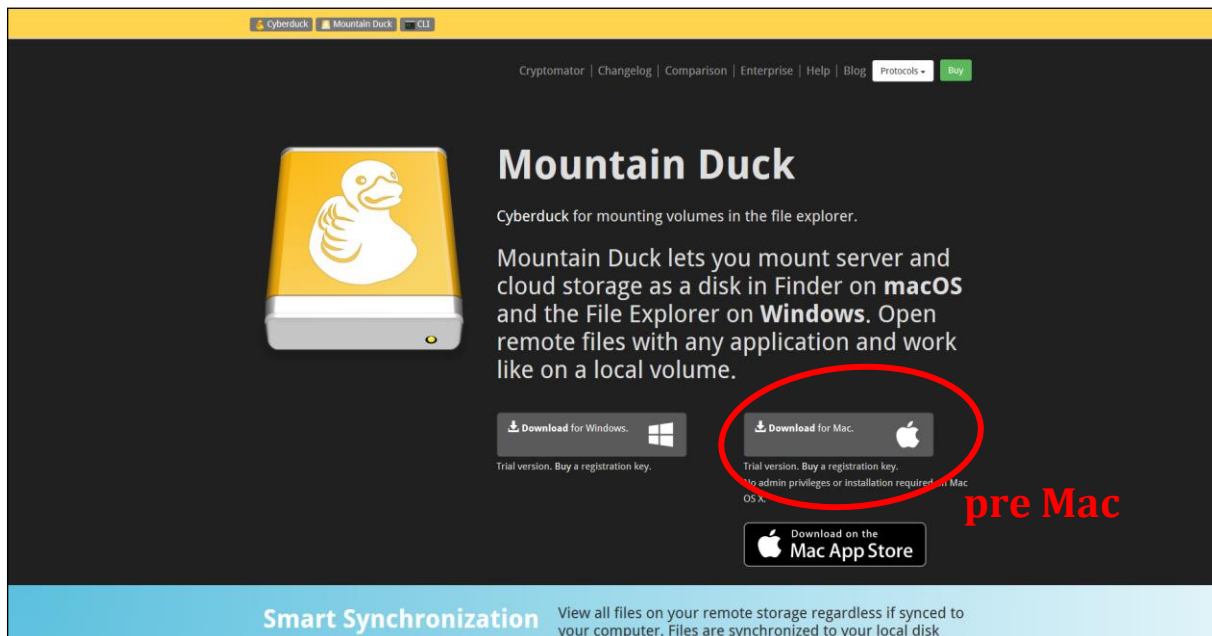 Cyberduck Mountain Duck CLI
Cryptomator | Changelog | Comparison | Enterprise | Help | Blog Protocols Buy
Mountain Duck
Cyberduck for mounting volumes in the file explorer.
Mountain Duck lets you mount server and
cloud storage as a disk in Finder on macOS
and the File Explorer on Windows. Open
remote files with any application and work
like on a local volume.
Download for Windows.
Trial version. Buy a registration key.
Download for Mac.
Trial version. Buy a registration key.
No admin privileges or installation required on Mac
OS X.
pre Mac
Download on the
Mac App Store
Smart Synchronization
View all files on your remote storage regardless if synced to
your computer. Files are synchronized to your local disk